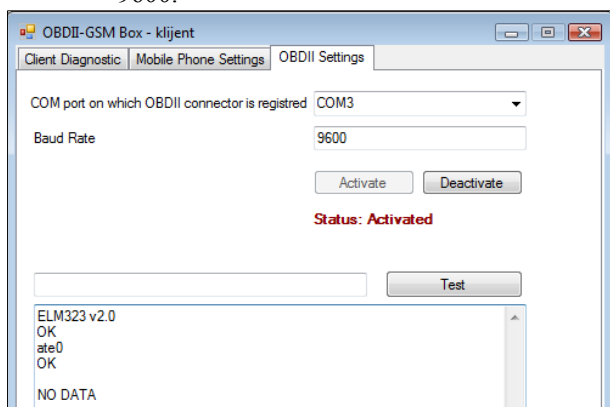 9600.
OBDII-GSM Box - klijent
Client Diagnostic Mobile Phone Settings OBDII Settings
COM port on which OBDII connector is registred COM3
Baud Rate 9600
Activate Deactivate
Status: Activated
Test
ELM323 v2.0
OK
ate0
OK
NO DATA